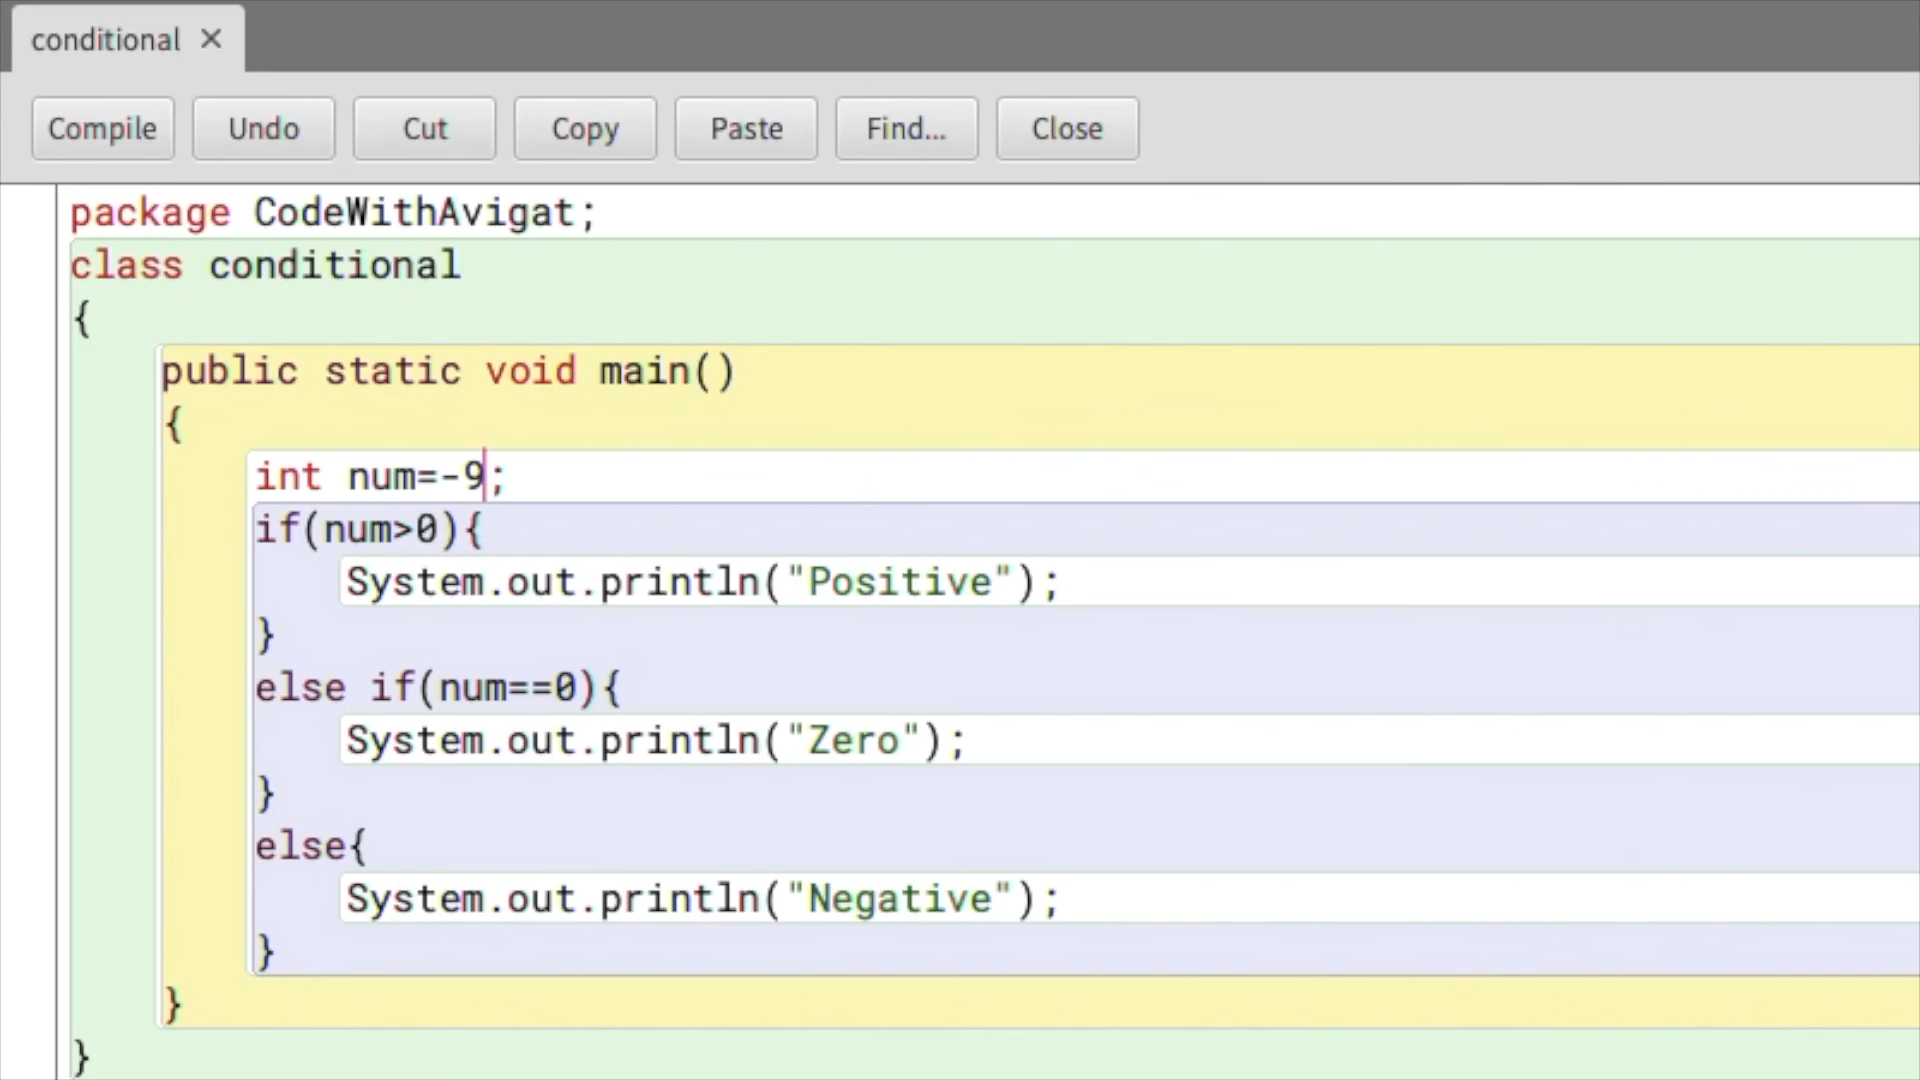 conditional ✕
Compile Undo Cut Copy Paste Find... Close
package CodeWithAvigat;
class conditional
{
public static void main()
{
int num=-9;
if(num>0){
System.out.println("Positive");
}
else if(num==0){
System.out.println("Zero");
}
else{
System.out.println("Negative");
}
}
}